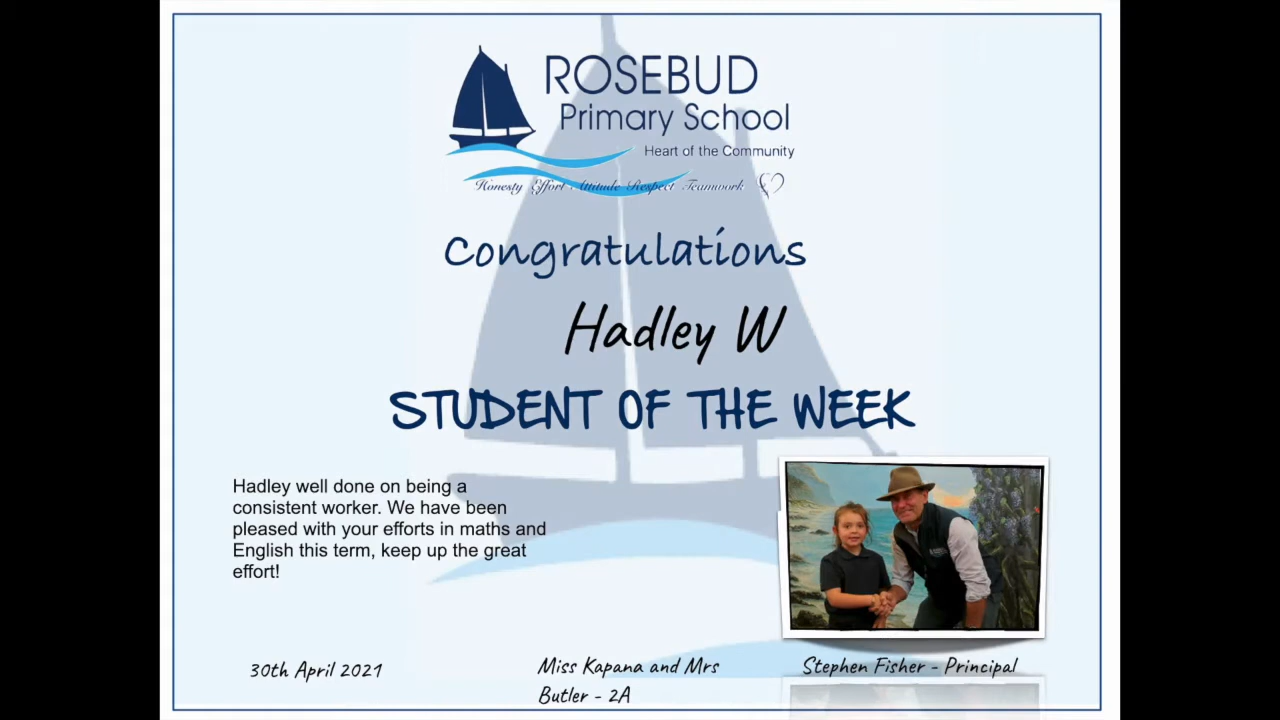 ROSEBUD
Primary School
Heart of the Community
Honesty Effort Attitude Respect Teamwork
Congratulations
Hadley W
STUDENT OF THE WEEK
Hadley well done on being a
consistent worker. We have been
pleased with your efforts in maths and
English this term, keep up the great
effort!
30th April 2021
Miss Kapana and Mrs
Butler - 2A
Stephen Fisher - Principal